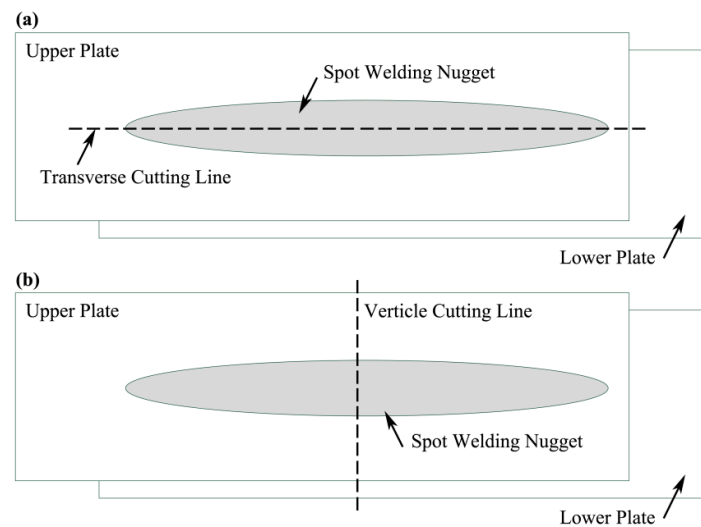 (a)
Upper Plate
Spot Welding Nugget
Transverse Cutting Line
Lower Plate
(b)
Upper Plate
Verticle Cutting Line
Spot Welding Nugget
Lower Plate